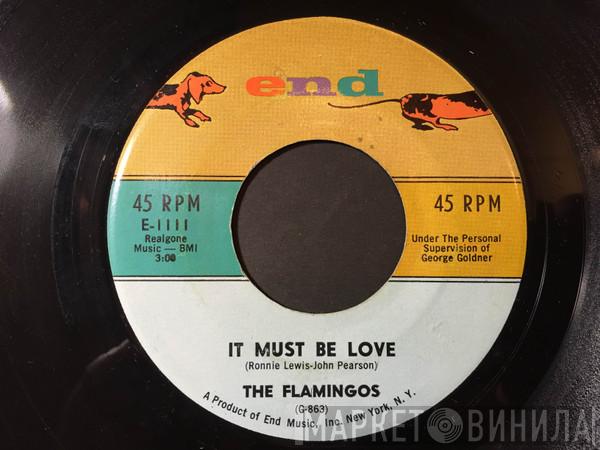 end
45 RPM
E-1111
Realgone
Music — BMI
3:00
45 RPM
Under The Personal
Supervision of
George Goldner
IT MUST BE LOVE
(Ronnie Lewis-John Pearson)
THE FLAMINGOS
(G-863)
A Product of End Music, Inc. New York, N. Y.
МАРКЕТ ВИНИЛА